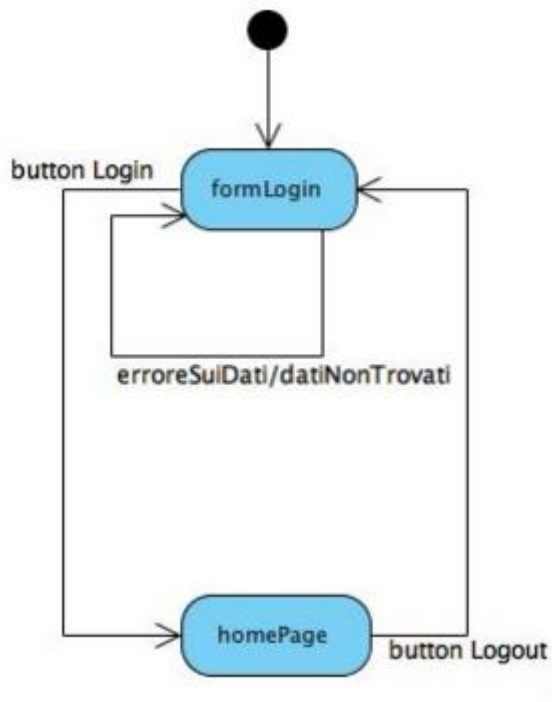 button Login
formLogin
erroreSuiDati/datiNonTrovati
homePage
button Logout